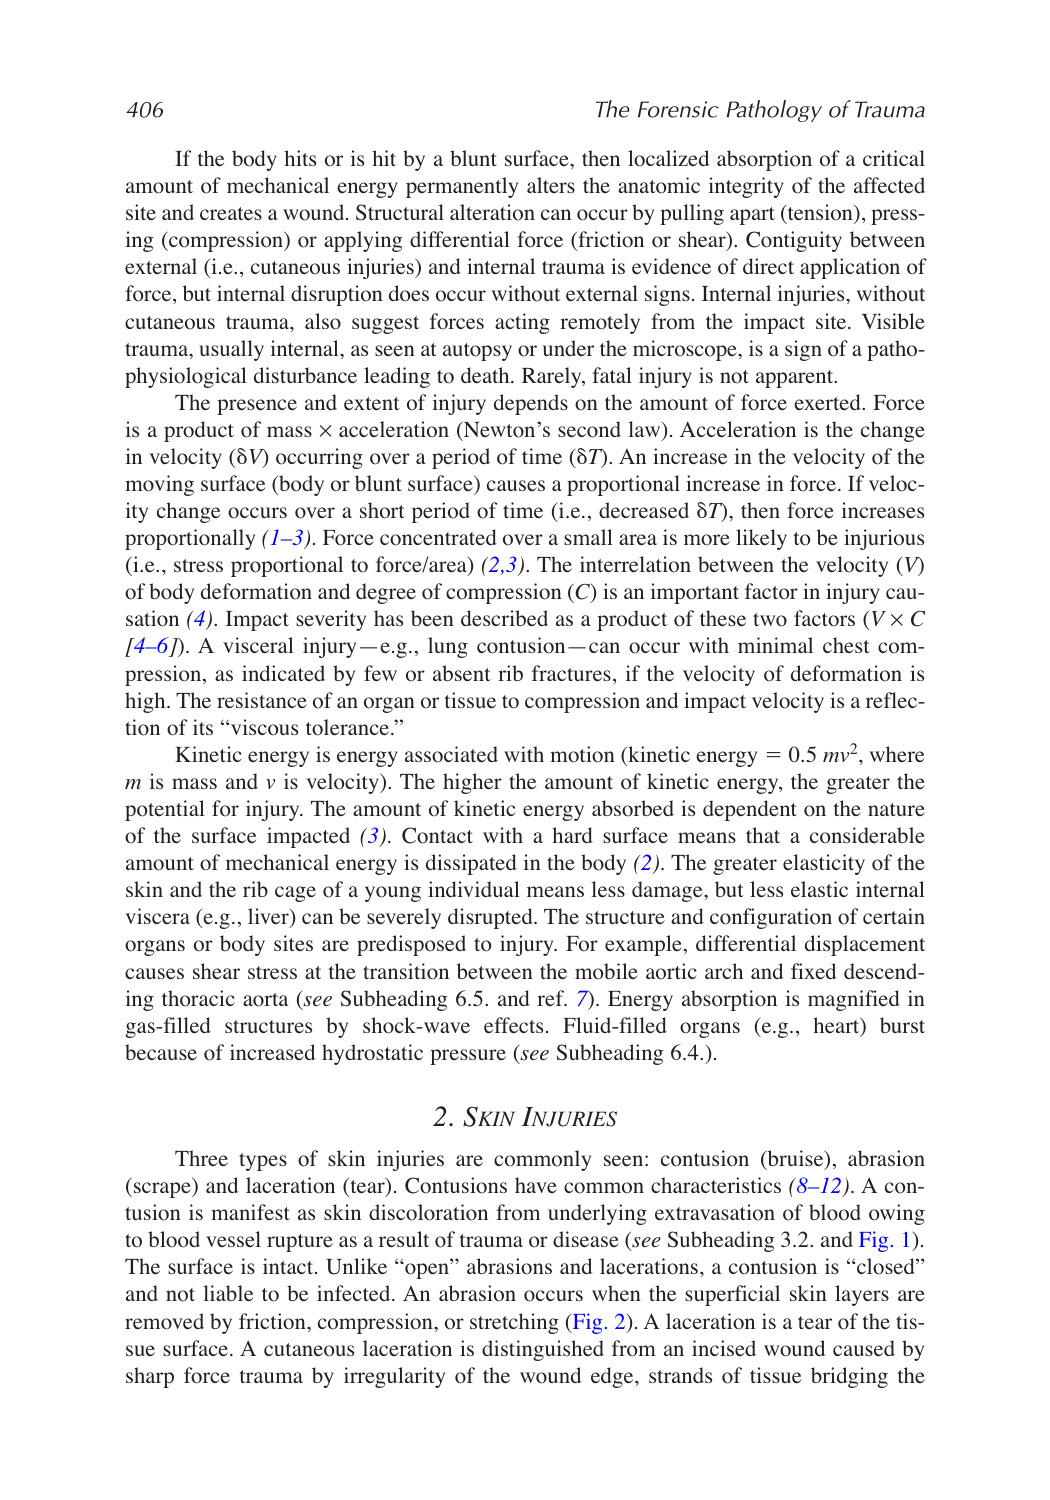 406
The Forensic Pathology of Trauma
If the body hits or is hit by a blunt surface, then localized absorption of a critical
amount of mechanical energy permanently alters the anatomic integrity of the affected
site and creates a wound. Structural alteration can occur by pulling apart (tension), press-
ing (compression) or applying differential force (friction or shear). Contiguity between
external (i.e., cutaneous injuries) and internal trauma is evidence of direct application of
force, but internal disruption does occur without external signs. Internal injuries, without
cutaneous trauma, also suggest forces acting remotely from the impact site. Visible
trauma, usually internal, as seen at autopsy or under the microscope, is a sign of a patho-
physiological disturbance leading to death. Rarely, fatal injury is not apparent.
The presence and extent of injury depends on the amount of force exerted. Force
is a product of mass × acceleration (Newton’s second law). Acceleration is the change
in velocity (δV) occurring over a period of time (δT). An increase in the velocity of the
moving surface (body or blunt surface) causes a proportional increase in force. If veloc-
ity change occurs over a short period of time (i.e., decreased δT), then force increases
proportionally (1–3). Force concentrated over a small area is more likely to be injurious
(i.e., stress proportional to force/area) (2,3). The interrelation between the velocity (V)
of body deformation and degree of compression (C) is an important factor in injury cau-
sation (4). Impact severity has been described as a product of these two factors (V × C
[4–6]). A visceral injury—e.g., lung contusion—can occur with minimal chest com-
pression, as indicated by few or absent rib fractures, if the velocity of deformation is
high. The resistance of an organ or tissue to compression and impact velocity is a reflec-
tion of its “viscous tolerance.”
Kinetic energy is energy associated with motion (kinetic energy = 0.5 mv², where
m is mass and v is velocity). The higher the amount of kinetic energy, the greater the
potential for injury. The amount of kinetic energy absorbed is dependent on the nature
of the surface impacted (3). Contact with a hard surface means that a considerable
amount of mechanical energy is dissipated in the body (2). The greater elasticity of the
skin and the rib cage of a young individual means less damage, but less elastic internal
viscera (e.g., liver) can be severely disrupted. The structure and configuration of certain
organs or body sites are predisposed to injury. For example, differential displacement
causes shear stress at the transition between the mobile aortic arch and fixed descend-
ing thoracic aorta (see Subheading 6.5. and ref. 7). Energy absorption is magnified in
gas-filled structures by shock-wave effects. Fluid-filled organs (e.g., heart) burst
because of increased hydrostatic pressure (see Subheading 6.4.).
2. SKIN INJURIES
Three types of skin injuries are commonly seen: contusion (bruise), abrasion
(scrape) and laceration (tear). Contusions have common characteristics (8–12). A con-
tusion is manifest as skin discoloration from underlying extravasation of blood owing
to blood vessel rupture as a result of trauma or disease (see Subheading 3.2. and Fig. 1).
The surface is intact. Unlike “open” abrasions and lacerations, a contusion is “closed”
and not liable to be infected. An abrasion occurs when the superficial skin layers are
removed by friction, compression, or stretching (Fig. 2). A laceration is a tear of the tis-
sue surface. A cutaneous laceration is distinguished from an incised wound caused by
sharp force trauma by irregularity of the wound edge, strands of tissue bridging the